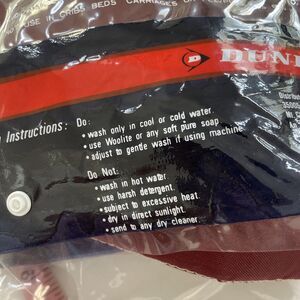 USE IN CRIBS, BEDS, CARRIAGES OR
DUN
Instructions: Do:
• wash only in cool or cold water.
• use Woolite or any soft pure soap.
• adjust to gentle wash if using machine.
Do Not:
• wash in hot water.
• use harsh detergent.
• subject to excessive heat.
• dry in direct sunlight.
• send to any dry cleaner.